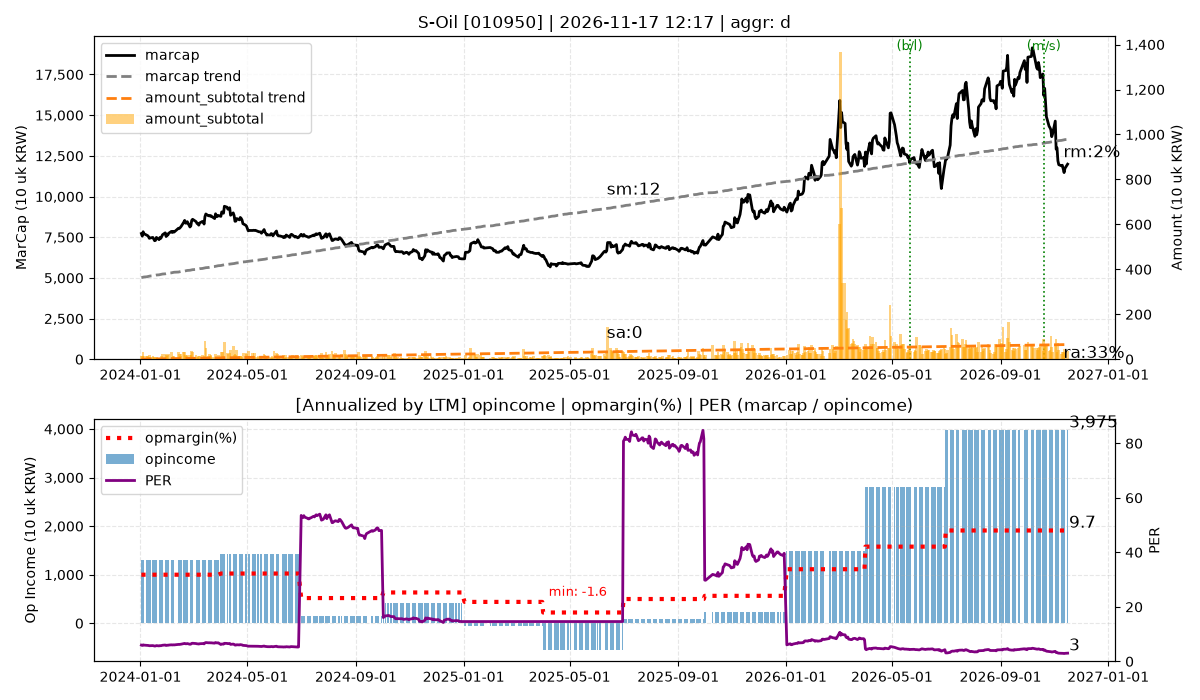 S-Oil [010950] | 2026-11-17 12:17 | aggr: d
marcap
marcap trend
amount_subtotal trend
amount_subtotal
(b/l)
(m/s)
17,500
15,000
12,500
10,000
7,500
5,000
2,500
0
MarCap (10 uk KRW)
1,400
1,200
1,000
800
600
400
200
0
Amount (10 uk KRW)
sm:12
rm:2%
sa:0
ra:33%
2024-01-01
2024-05-01
2024-09-01
2025-01-01
2025-05-01
2025-09-01
2026-01-01
2026-05-01
2026-09-01
2027-01-01
[Annualized by LTM] opincome | opmargin(%) | PER (marcap / opincome)
opmargin(%)
opincome
PER
4,000
3,000
2,000
1,000
0
Op Income (10 uk KRW)
80
60
40
20
0
PER
3,975
9.7
min: -1.6
3
2024-01-01
2024-05-01
2024-09-01
2025-01-01
2025-05-01
2025-09-01
2026-01-01
2026-05-01
2026-09-01
2027-01-01